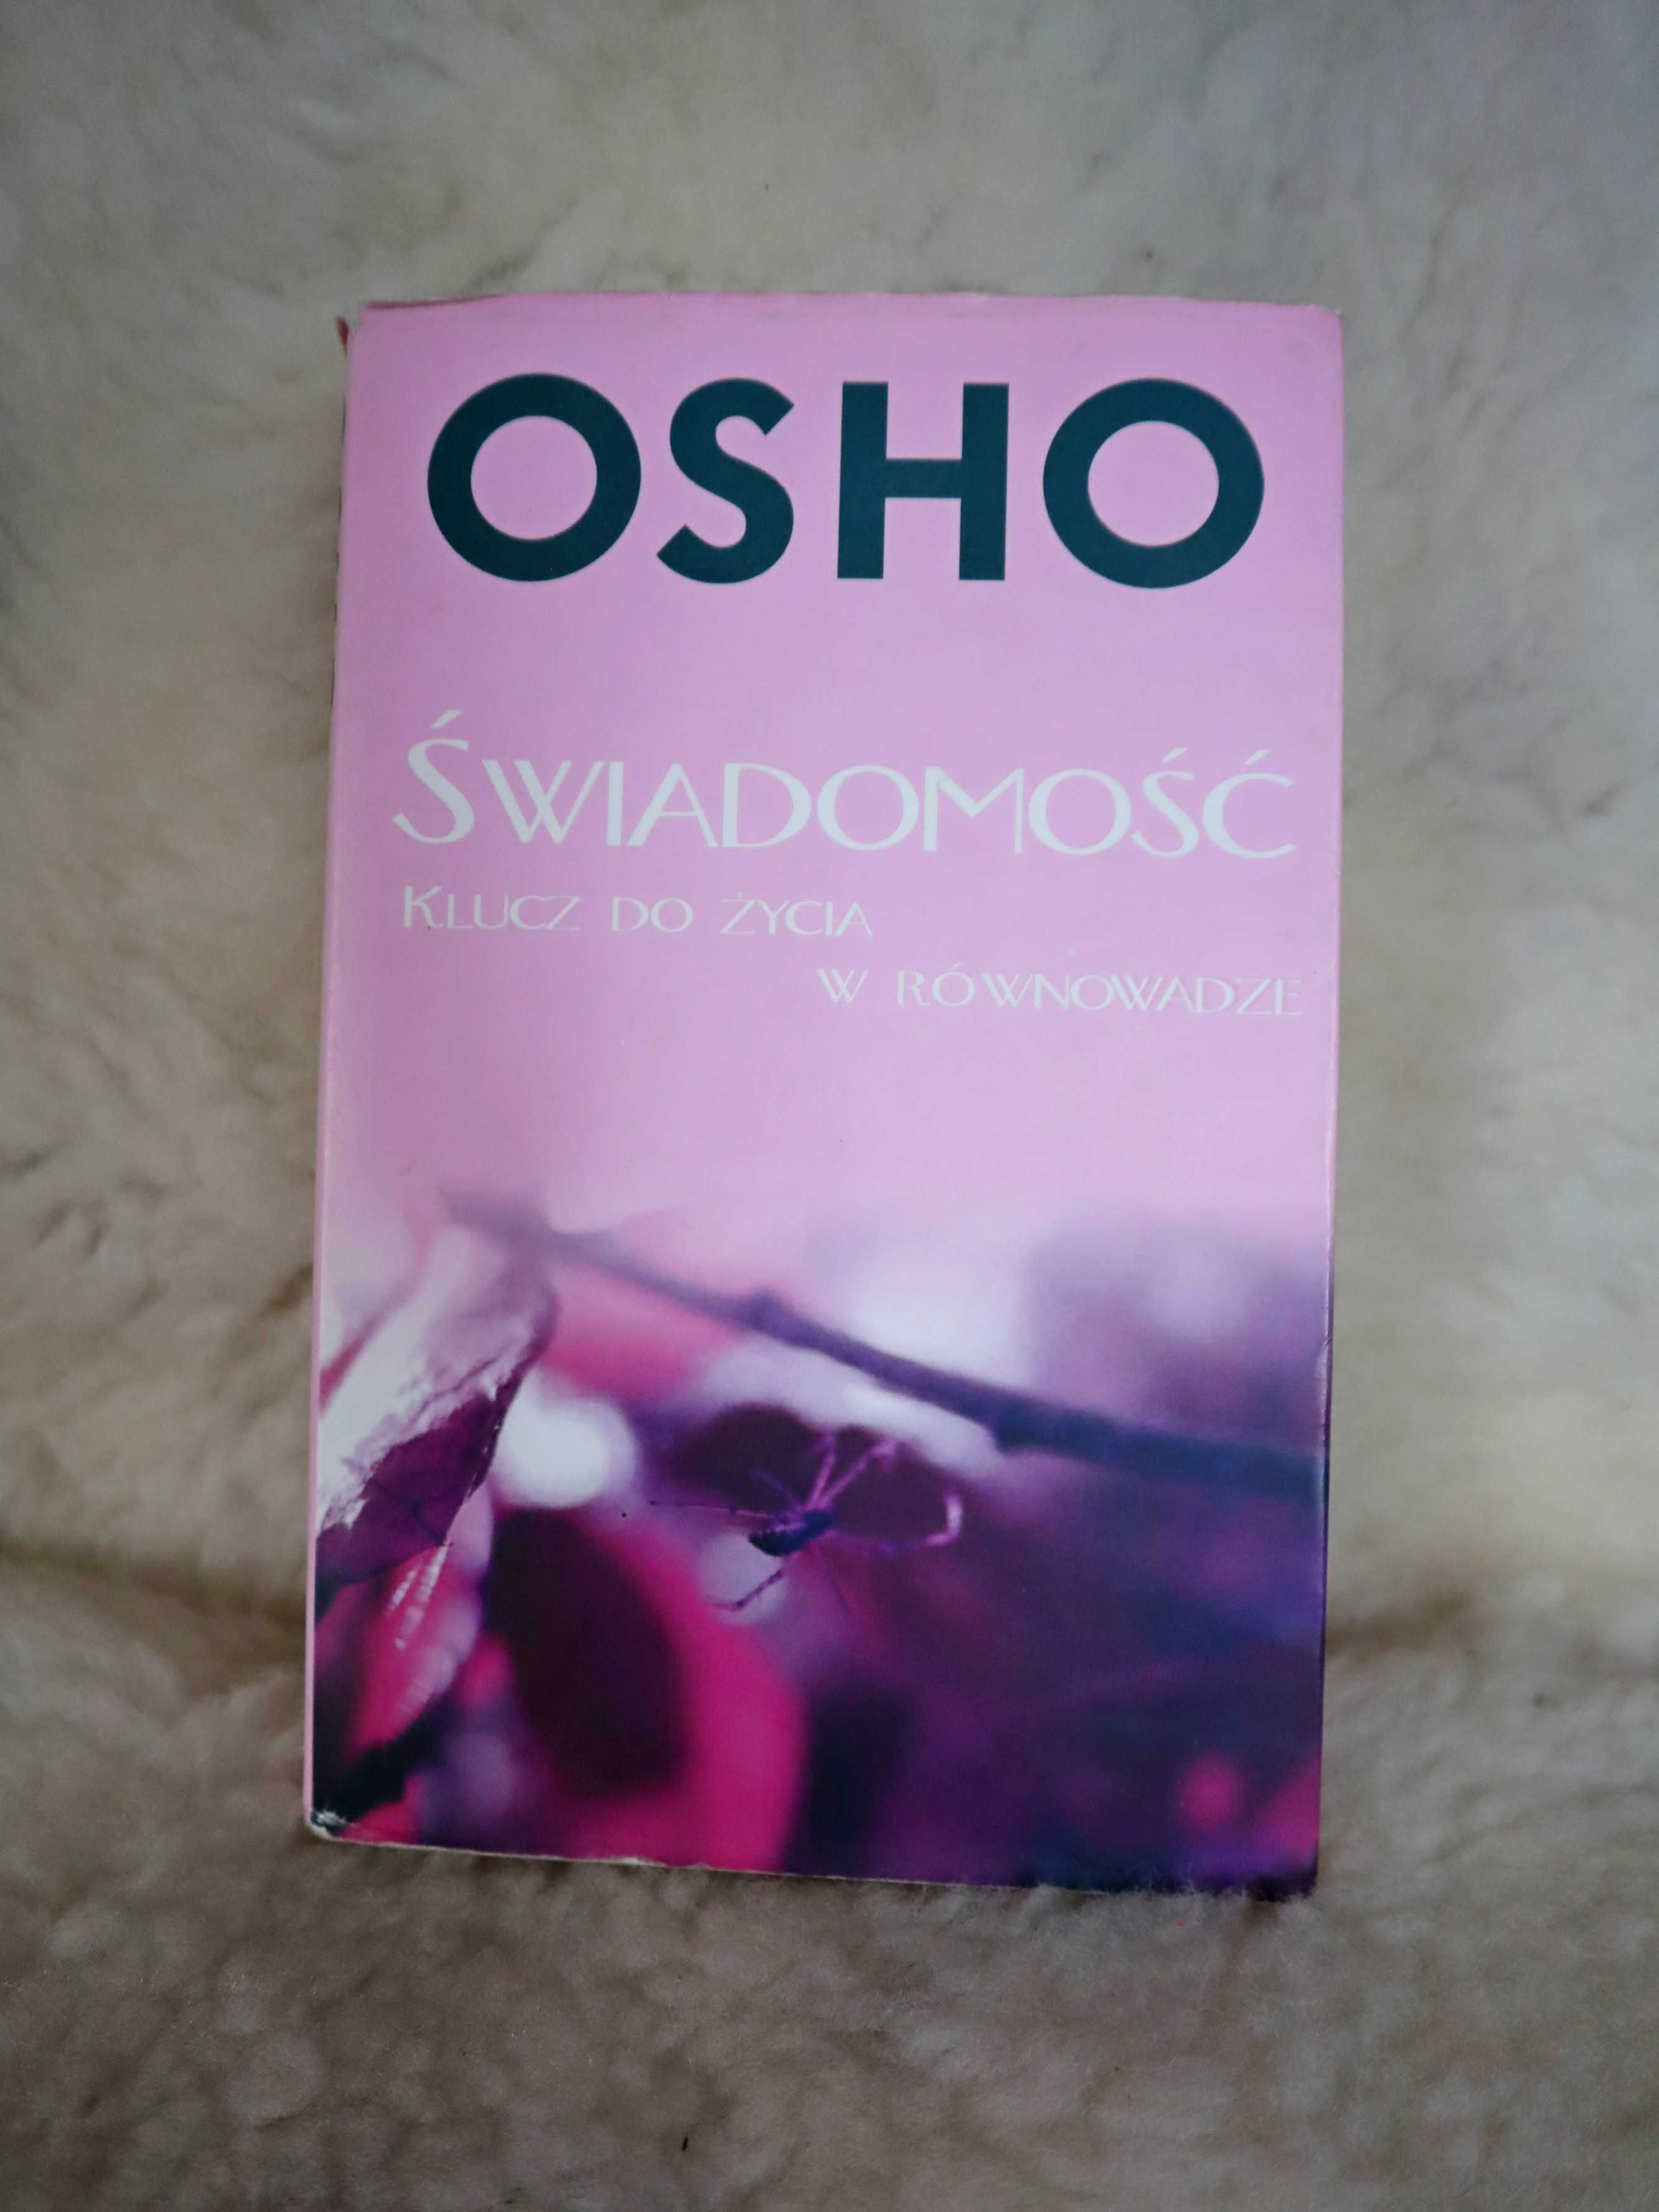 OSHO
ŚWIADOMOŚĆ
KLUCZ DO ŻYCIA
W RÓWNOWADZE